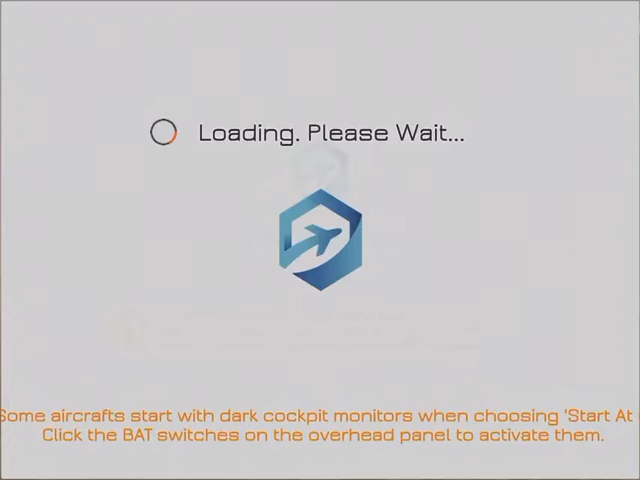 Loading. Please Wait...
Some aircrafts start with dark cockpit monitors when choosing 'Start At
Click the BAT switches on the overhead panel to activate them.